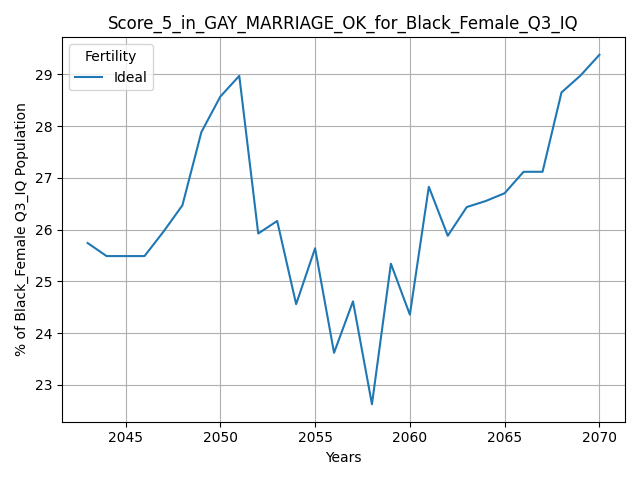 Score_5_in_GAY_MARRIAGE_OK_for_Black_Female_Q3_IQ
Fertility
Ideal
% of Black_Female Q3_IQ Population
29
28
27
26
25
24
23
2045 2050 2055 2060 2065 2070
Years